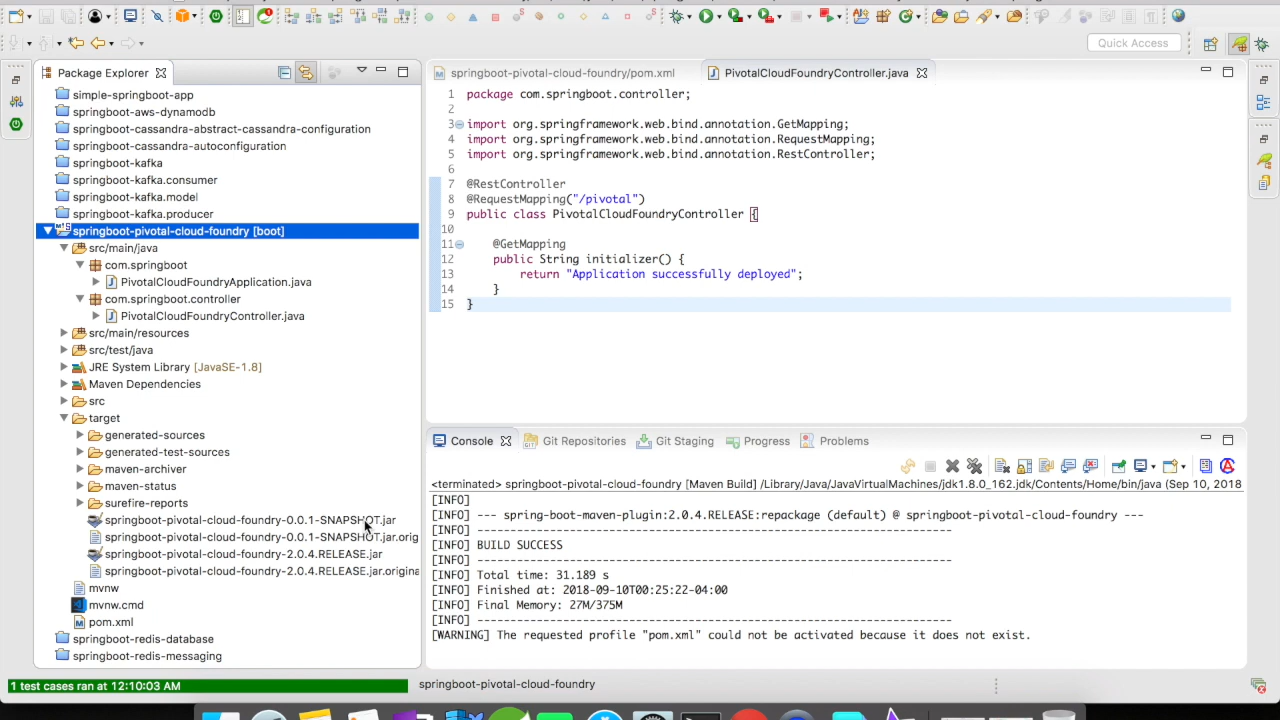 Quick Access
Package Explorer
simple-springboot-app
springboot-aws-dynamodb
springboot-cassandra-abstract-cassandra-configuration
springboot-cassandra-autoconfiguration
springboot-kafka
springboot-kafka.consumer
springboot-kafka.model
springboot-kafka.producer
springboot-pivotal-cloud-foundry [boot]
src/main/java
com.springboot
PivotalCloudFoundryApplication.java
com.springboot.controller
PivotalCloudFoundryController.java
src/main/resources
src/test/java
JRE System Library [JavaSE-1.8]
Maven Dependencies
src
target
generated-sources
generated-test-sources
maven-archiver
maven-status
surefire-reports
springboot-pivotal-cloud-foundry-0.0.1-SNAPSHOT.jar
springboot-pivotal-cloud-foundry-0.0.1-SNAPSHOT.jar.orig
springboot-pivotal-cloud-foundry-2.0.4.RELEASE.jar
springboot-pivotal-cloud-foundry-2.0.4.RELEASE.jar.origina
mvnw
mvnw.cmd
pom.xml
springboot-redis-database
springboot-redis-messaging
springboot-pivotal-cloud-foundry/pom.xml PivotalCloudFoundryController.java
1 package com.springboot.controller;
2
3 import org.springframework.web.bind.annotation.GetMapping;
4 import org.springframework.web.bind.annotation.RequestMapping;
5 import org.springframework.web.bind.annotation.RestController;
6
7 @RestController
8 @RequestMapping("/pivotal")
9 public class PivotalCloudFoundryController {
10
11 @GetMapping
12 public String initializer() {
13 return "Application successfully deployed";
14 }
15 }
Console Git Repositories Git Staging Progress Problems
<terminated> springboot-pivotal-cloud-foundry [Maven Build] /Library/Java/JavaVirtualMachines/jdk1.8.0_162.jdk/Contents/Home/bin/java (Sep 10, 2018
[INFO]
[INFO] --- spring-boot-maven-plugin:2.0.4.RELEASE:repackage (default) @ springboot-pivotal-cloud-foundry ---
[INFO] ------------------------------------------------------------------------
[INFO] BUILD SUCCESS
[INFO] ------------------------------------------------------------------------
[INFO] Total time: 31.189 s
[INFO] Finished at: 2018-09-10T00:25:22-04:00
[INFO] Final Memory: 27M/375M
[INFO] ------------------------------------------------------------------------
[WARNING] The requested profile "pom.xml" could not be activated because it does not exist.
1 test cases ran at 12:10:03 AM
springboot-pivotal-cloud-foundry